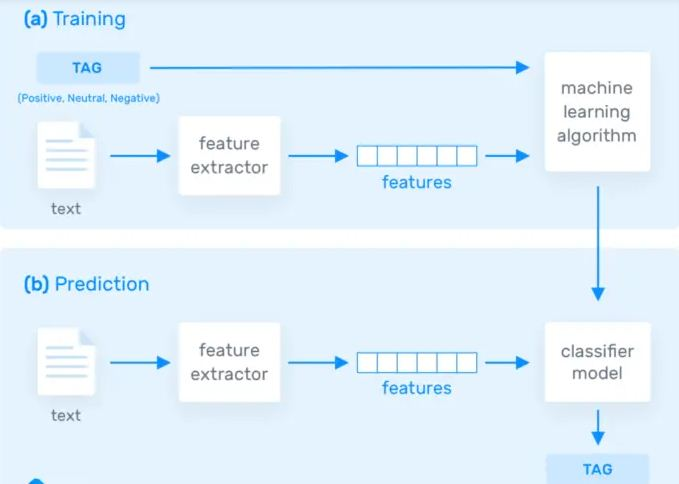 (a) Training
TAG
(Positive, Neutral, Negative)
machine
learning
algorithm
feature
extractor
features
text
(b) Prediction
feature
extractor
features
text
classifier
model
TAG